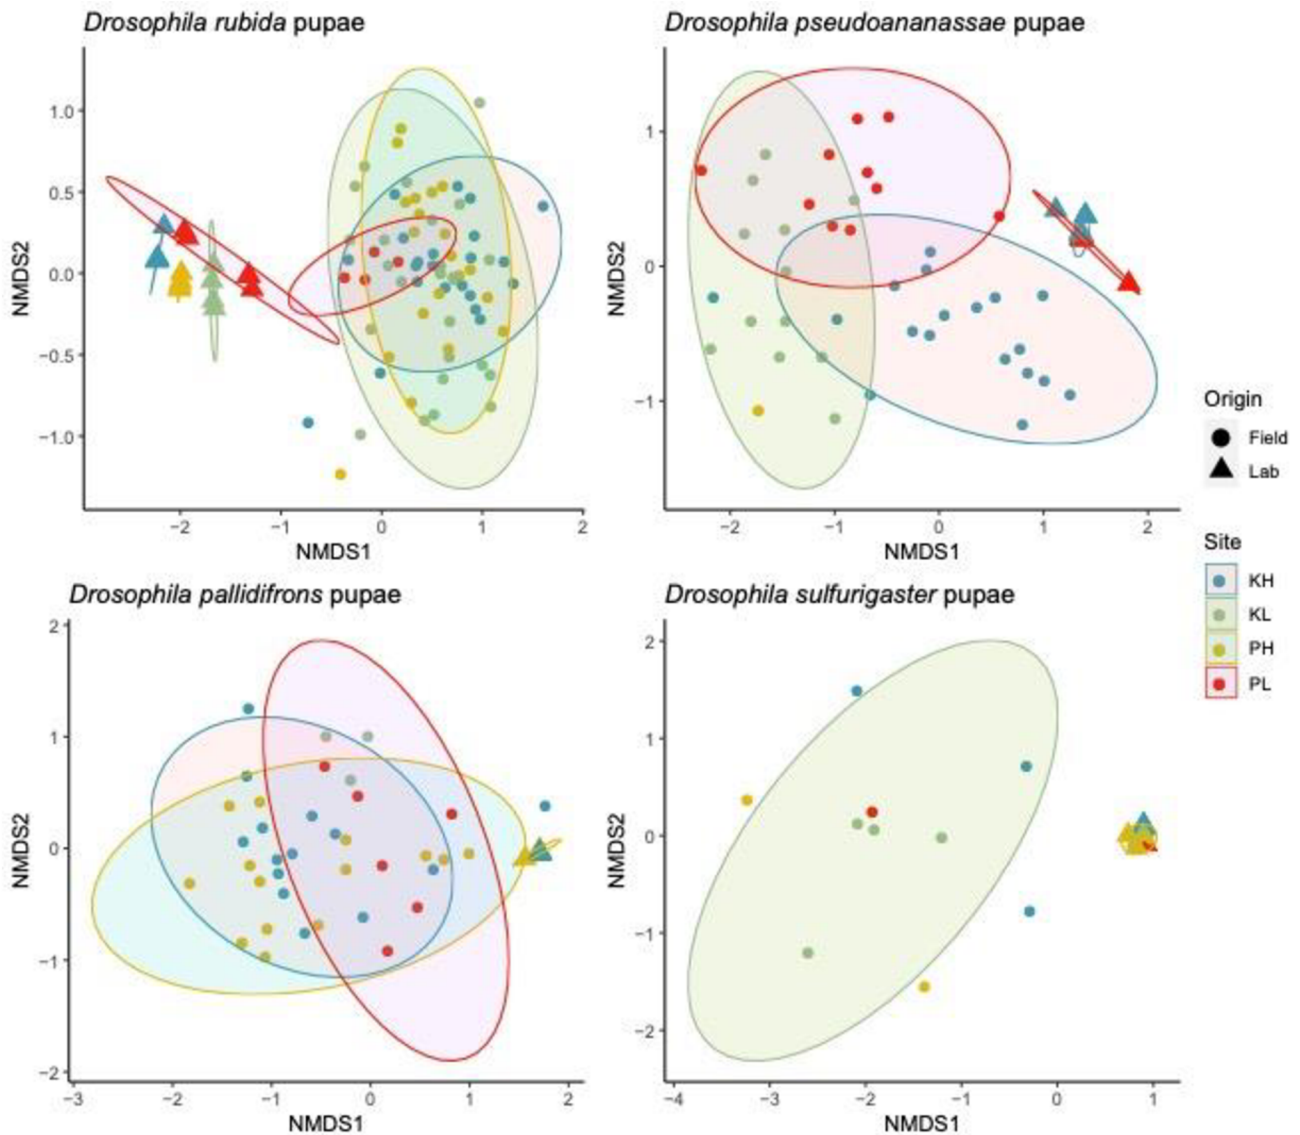 Drosophila rubida pupae
1.0
0.5
0.0
−0.5
−1.0
NMDS2
−2
−1
0
1
2
NMDS1
Drosophila pseudoananassae pupae
1
0
−1
NMDS2
−2
−1
0
1
2
NMDS1
Drosophila pallidifrons pupae
2
1
0
−1
−2
NMDS2
−3
−2
−1
0
1
2
NMDS1
Drosophila sulfurigaster pupae
2
1
0
−1
−2
NMDS2
−4
−3
−2
−1
0
1
NMDS1
Origin
Field
Lab
Site
KH
KL
PH
PL